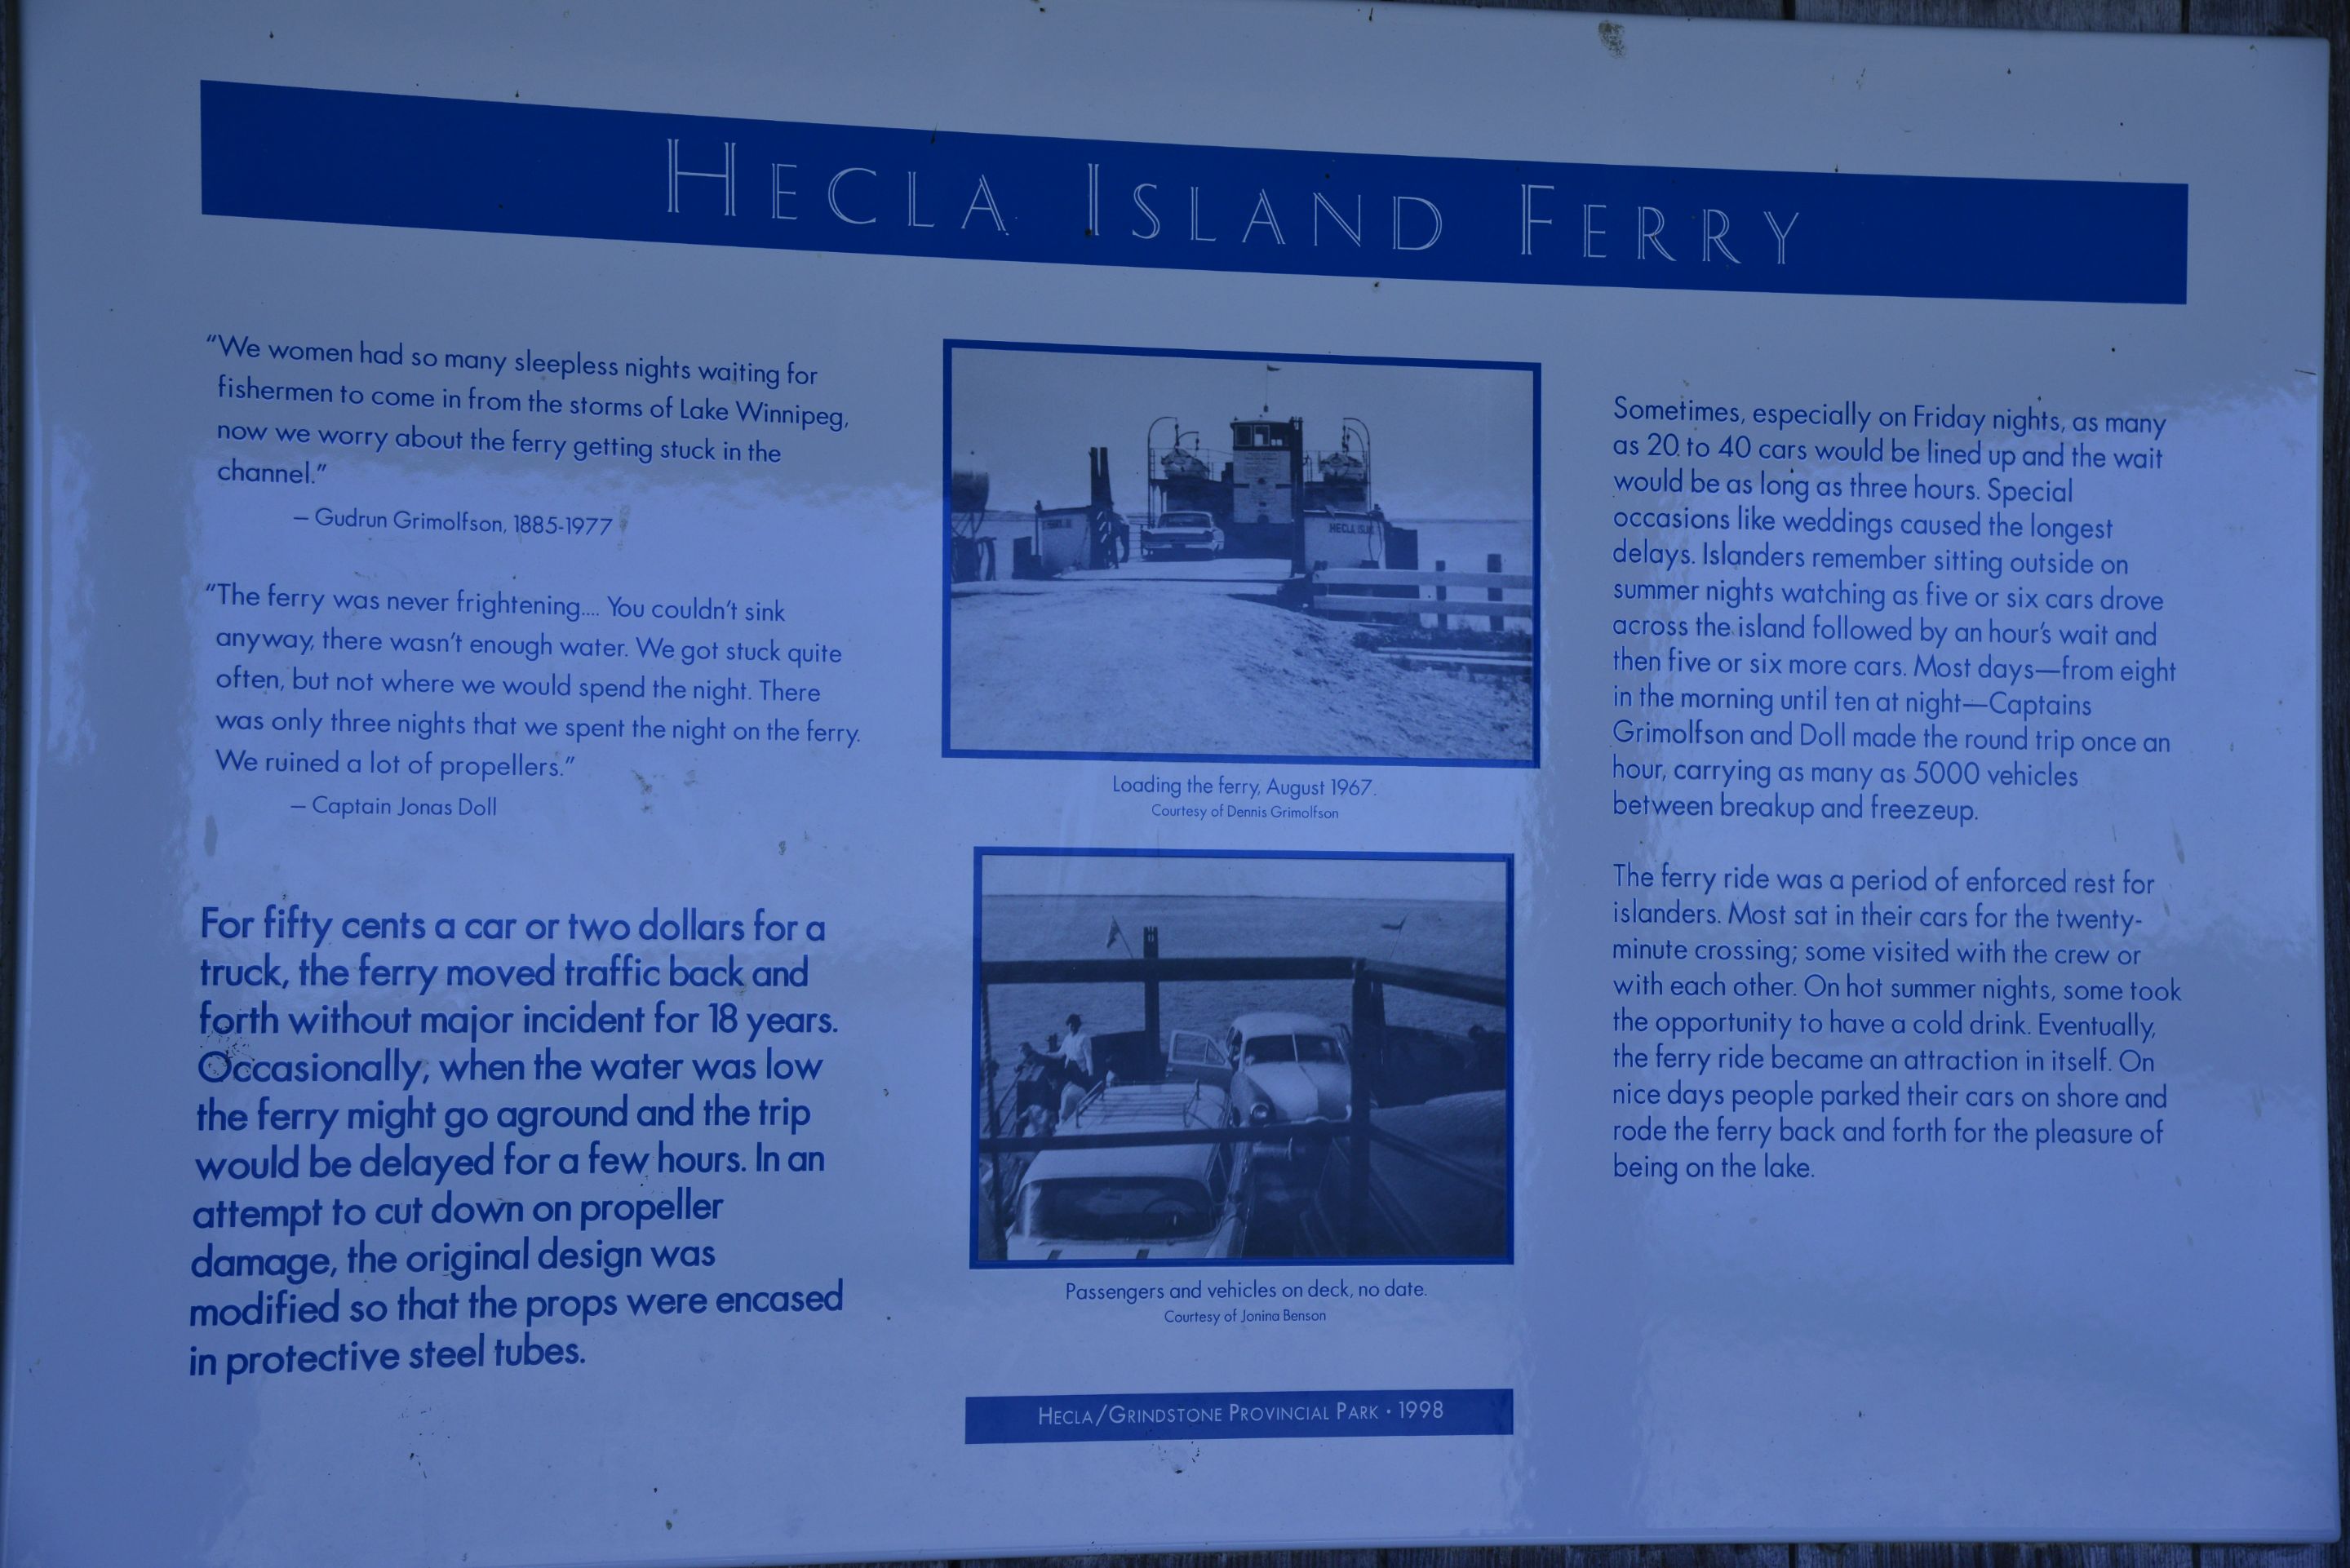 HECLA ISLAND FERRY
“We women had so many sleepless nights waiting for
fishermen to come in from the storms of Lake Winnipeg,
now we worry about the ferry getting stuck in the
channel.”
– Gudrun Grimolfson, 1885-1977
“The ferry was never frightening.... You couldn’t sink
anyway, there wasn’t enough water. We got stuck quite
often, but not where we would spend the night. There
was only three nights that we spent the night on the ferry.
We ruined a lot of propellers.”
– Captain Jonas Doll
For fifty cents a car or two dollars for a
truck, the ferry moved traffic back and
forth without major incident for 18 years.
Occasionally, when the water was low
the ferry might go aground and the trip
would be delayed for a few hours. In an
attempt to cut down on propeller
damage, the original design was
modified so that the props were encased
in protective steel tubes.
HECLA ISLA
Loading the ferry, August 1967.
Courtesy of Dennis Grimolfson
Passengers and vehicles on deck, no date.
Courtesy of Jonina Benson
HECLA/GRINDSTONE PROVINCIAL PARK • 1998
Sometimes, especially on Friday nights, as many
as 20 to 40 cars would be lined up and the wait
would be as long as three hours. Special
occasions like weddings caused the longest
delays. Islanders remember sitting outside on
summer nights watching as five or six cars drove
across the island followed by an hour’s wait and
then five or six more cars. Most days—from eight
in the morning until ten at night—Captains
Grimolfson and Doll made the round trip once an
hour, carrying as many as 5000 vehicles
between breakup and freezeup.
The ferry ride was a period of enforced rest for
islanders. Most sat in their cars for the twenty-
minute crossing; some visited with the crew or
with each other. On hot summer nights, some took
the opportunity to have a cold drink. Eventually,
the ferry ride became an attraction in itself. On
nice days people parked their cars on shore and
rode the ferry back and forth for the pleasure of
being on the lake.